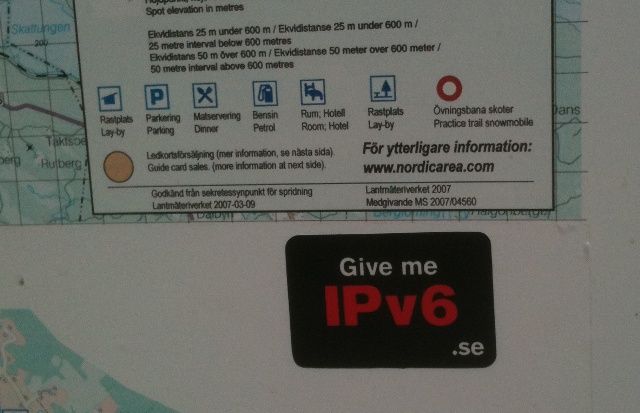 Skattungen
200
Spot elevation in metres
Ekvidistans 25 m under 600 m / Ekvidistanse 25 m under 600 m /
25 metre interval below 600 metres
Ekvidistans 50 m över 600 m / Ekvidistanse 50 meter over 600 meter /
50 metre interval above 600 metres
Rastplats
Lay-by
P
Parkering
Parking
Matservering
Dinner
Bensin
Petrol
Rum; Hotell
Room; Hotel
Rastplats
Lay-by
Övningsbana skoter
Practice trail snowmobile
Ledkortsförsäljning (mer information, se nästa sida).
Guide card sales. (more information at next side).
För ytterligare information:
www.nordicarea.com
Godkänd från sekretessynpunkt för spridning
Lantmäteriverket 2007-03-09
Lantmäteriverket 2007
Medgivande MS 2007/04560
Give me
IPv6
.se